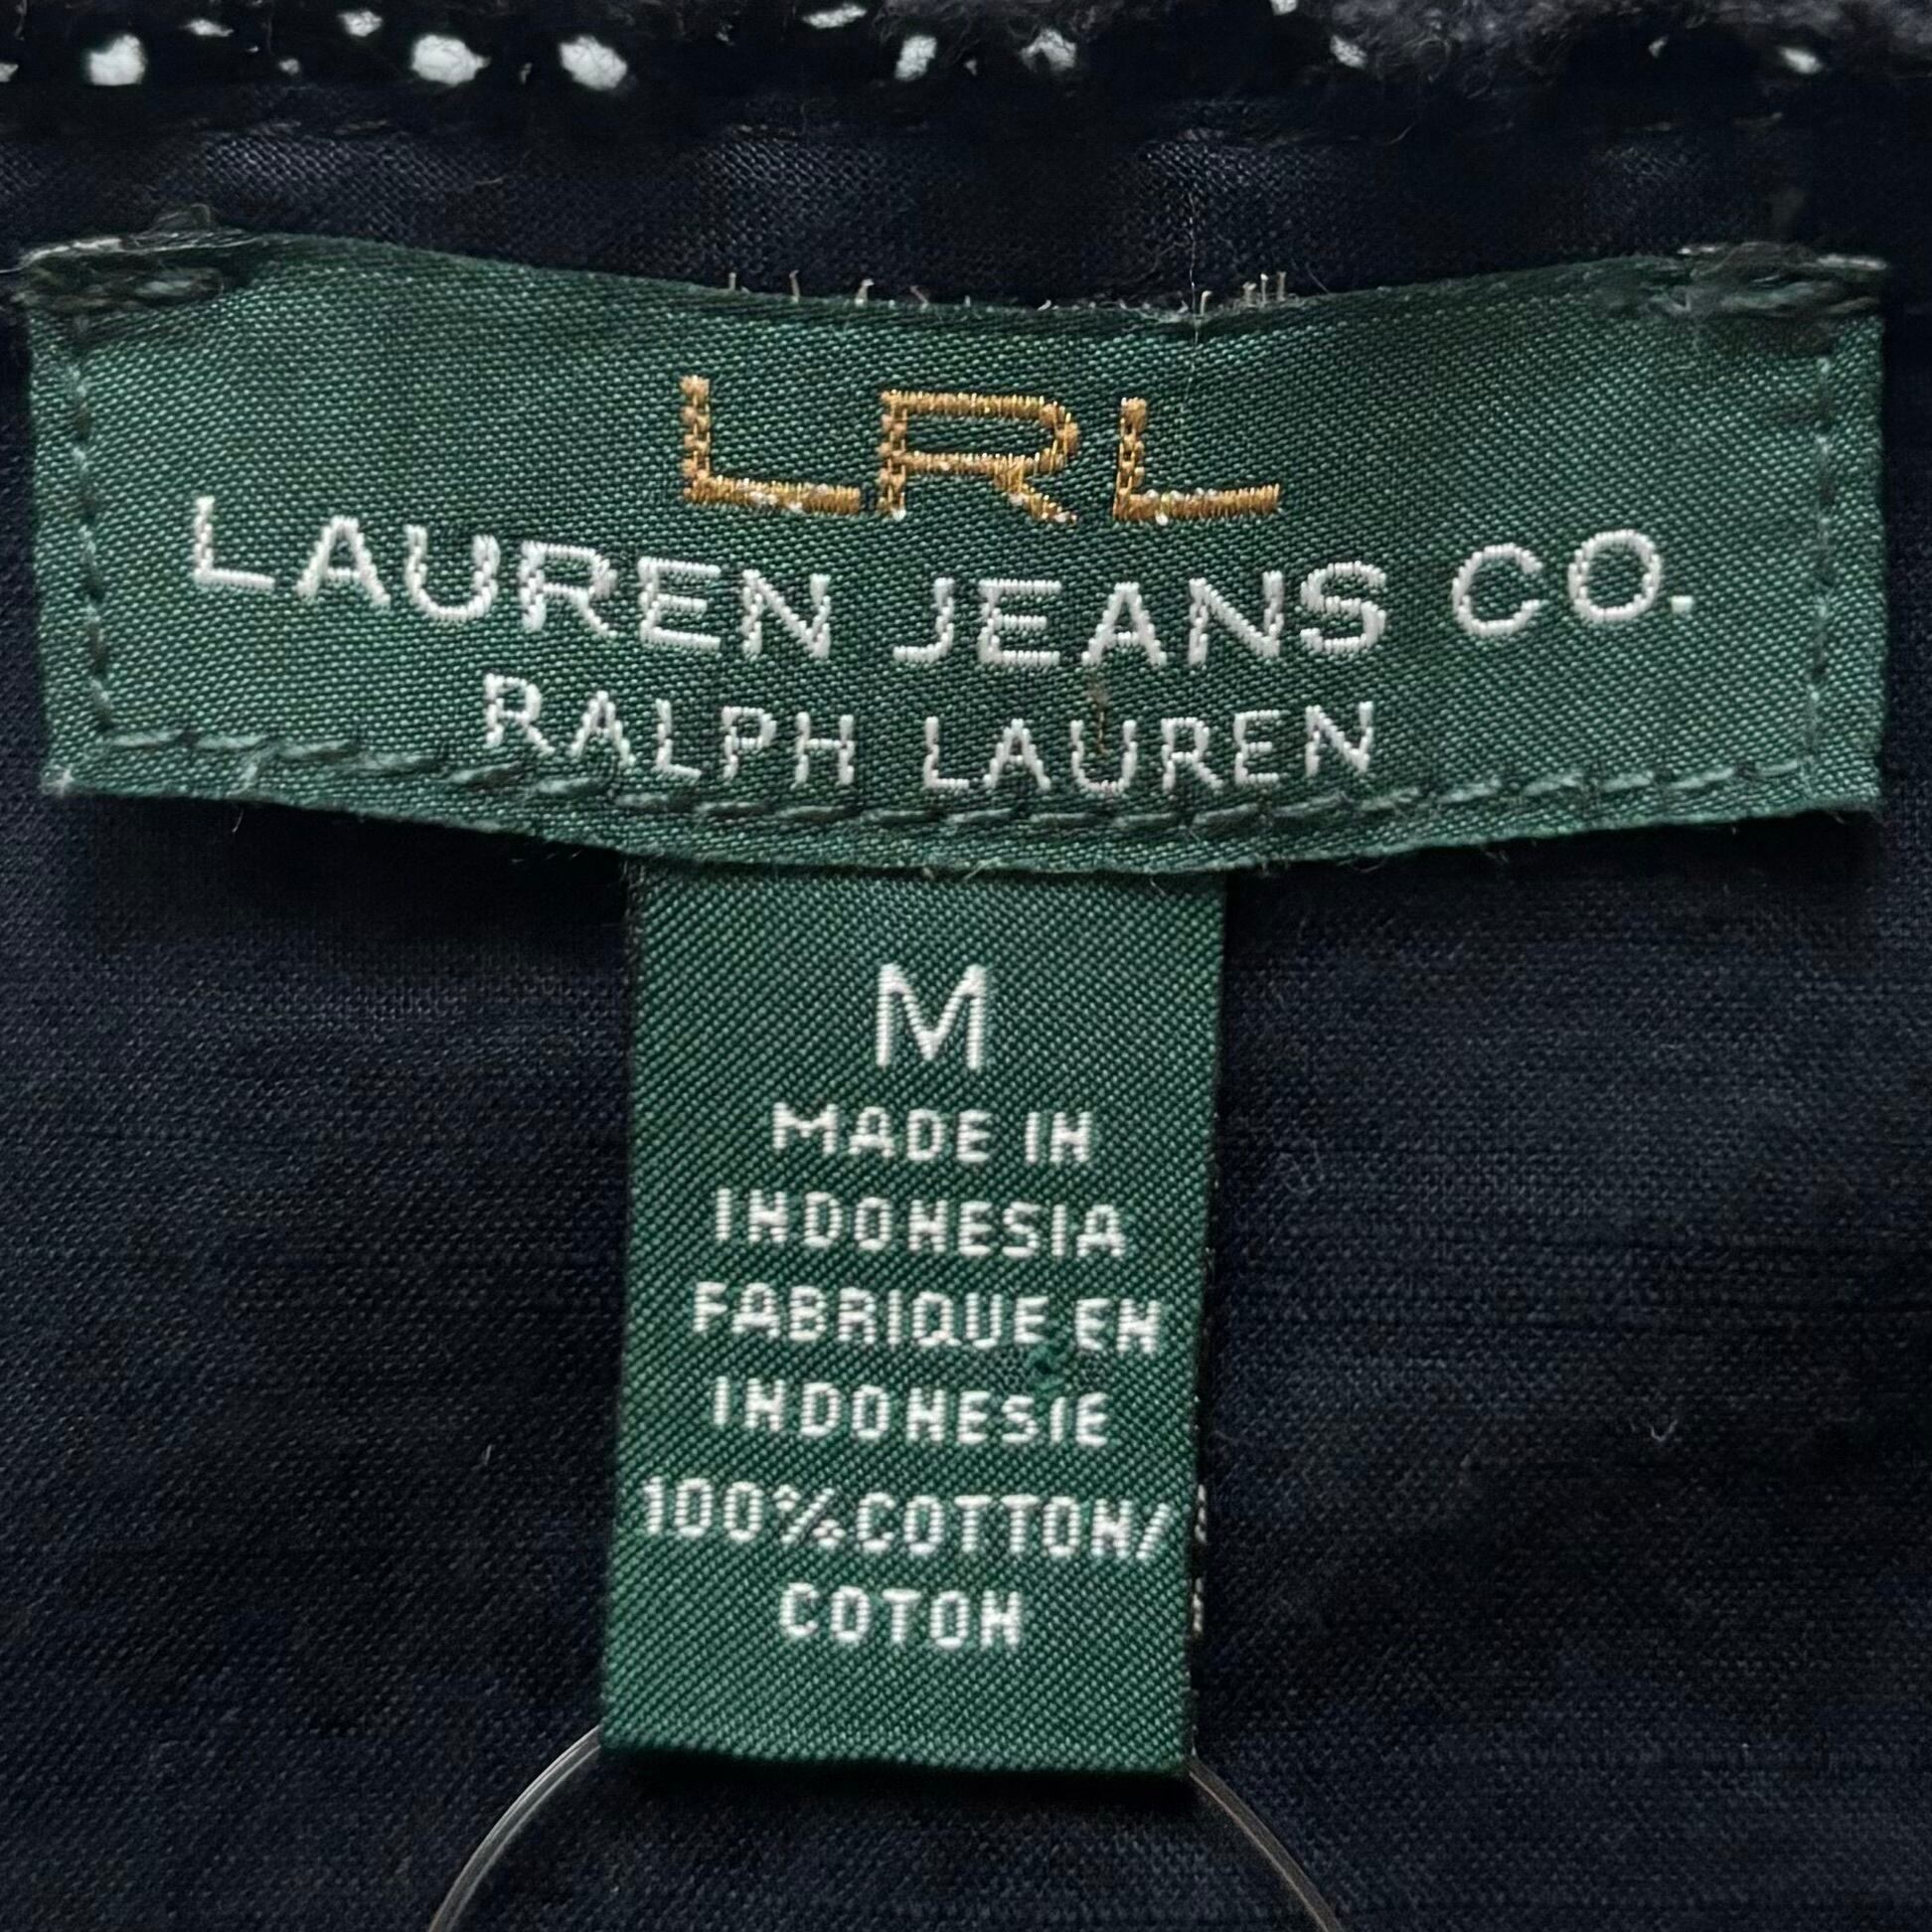 LRL
LAUREN JEANS CO.
RALPH LAUREN
M
MADE IN
INDONESIA
FABRIQUE EN
INDONESIE
100%COTTON/
COTON